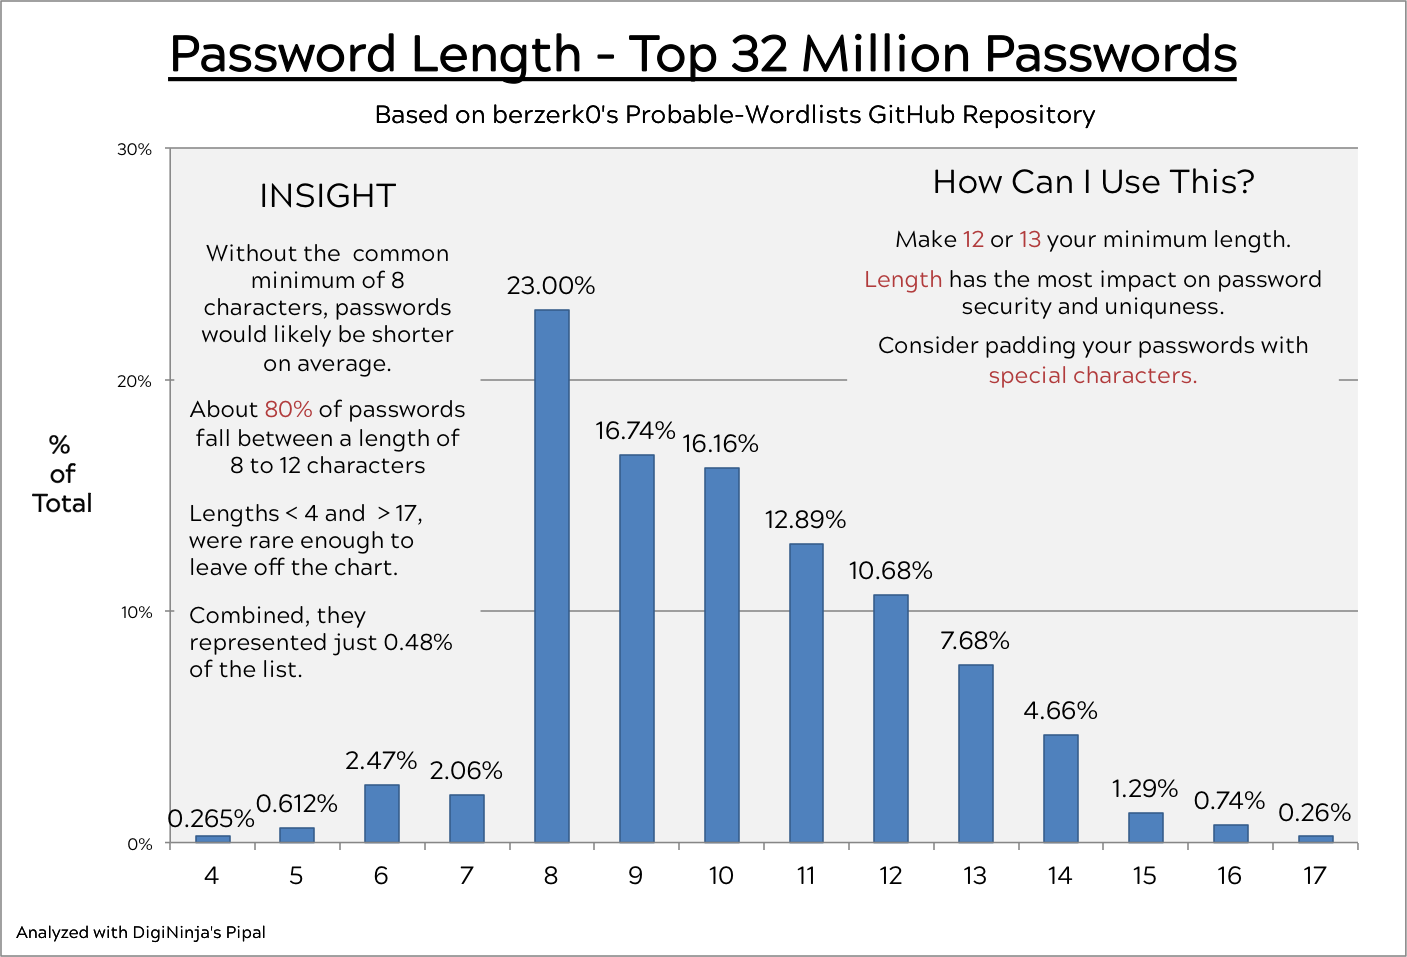 Password Length - Top 32 Million Passwords
Based on berzerk0's Probable-Wordlists GitHub Repository
30%
20%
10%
0%
%
of
Total
INSIGHT
Without the common
minimum of 8
characters, passwords
would likely be shorter
on average.
About 80% of passwords
fall between a length of
8 to 12 characters
Lengths < 4 and > 17,
were rare enough to
leave off the chart.
Combined, they
represented just 0.48%
of the list.
How Can I Use This?
Make 12 or 13 your minimum length.
Length has the most impact on password
security and uniquness.
Consider padding your passwords with
special characters.
0.265%
0.612%
2.47%
2.06%
23.00%
16.74%
16.16%
12.89%
10.68%
7.68%
4.66%
1.29%
0.74%
0.26%
4 5 6 7 8 9 10 11 12 13 14 15 16 17
Analyzed with DigiNinja's Pipal